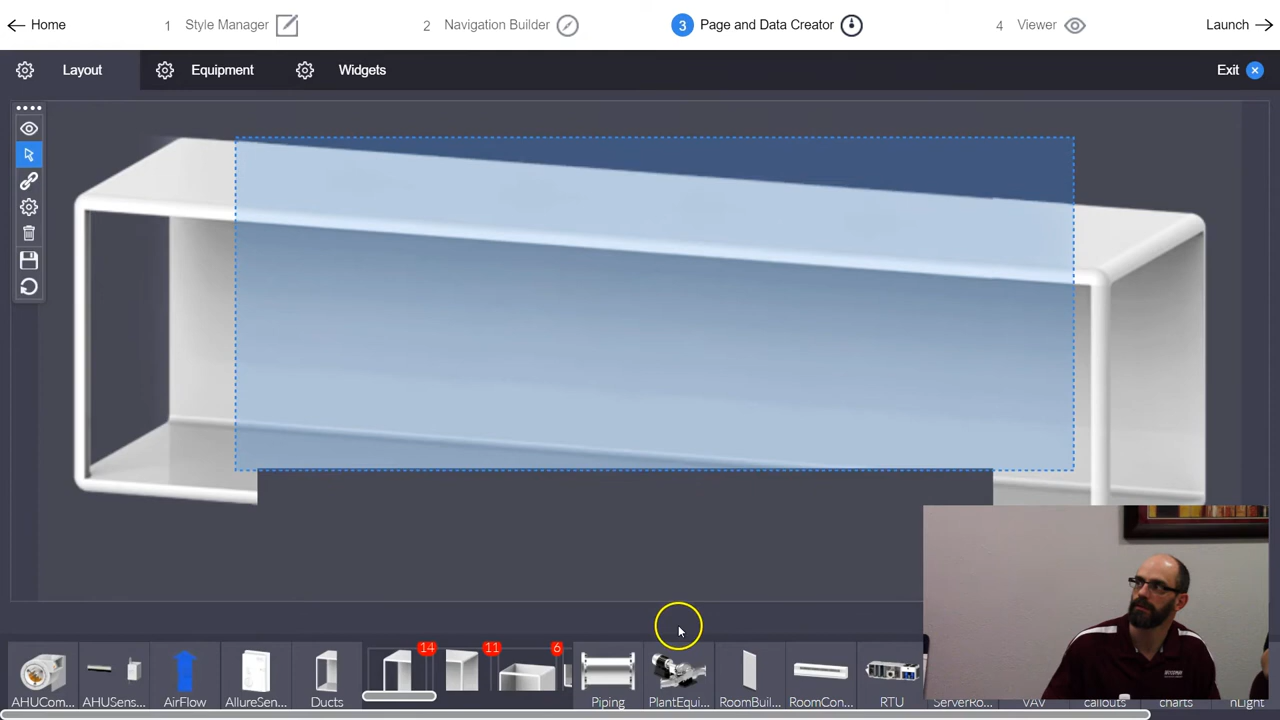 Home
1 Style Manager
2 Navigation Builder
3 Page and Data Creator
4 Viewer
Launch
Layout
Equipment
Widgets
Exit
14
11
6
AHUCom...
AHUSens...
AirFlow
AllureSen...
Ducts
Piping
PlantEqui...
RoomBuil...
RoomCon...
RTU
ServerRo...
VAV
callouts
charts
nLight